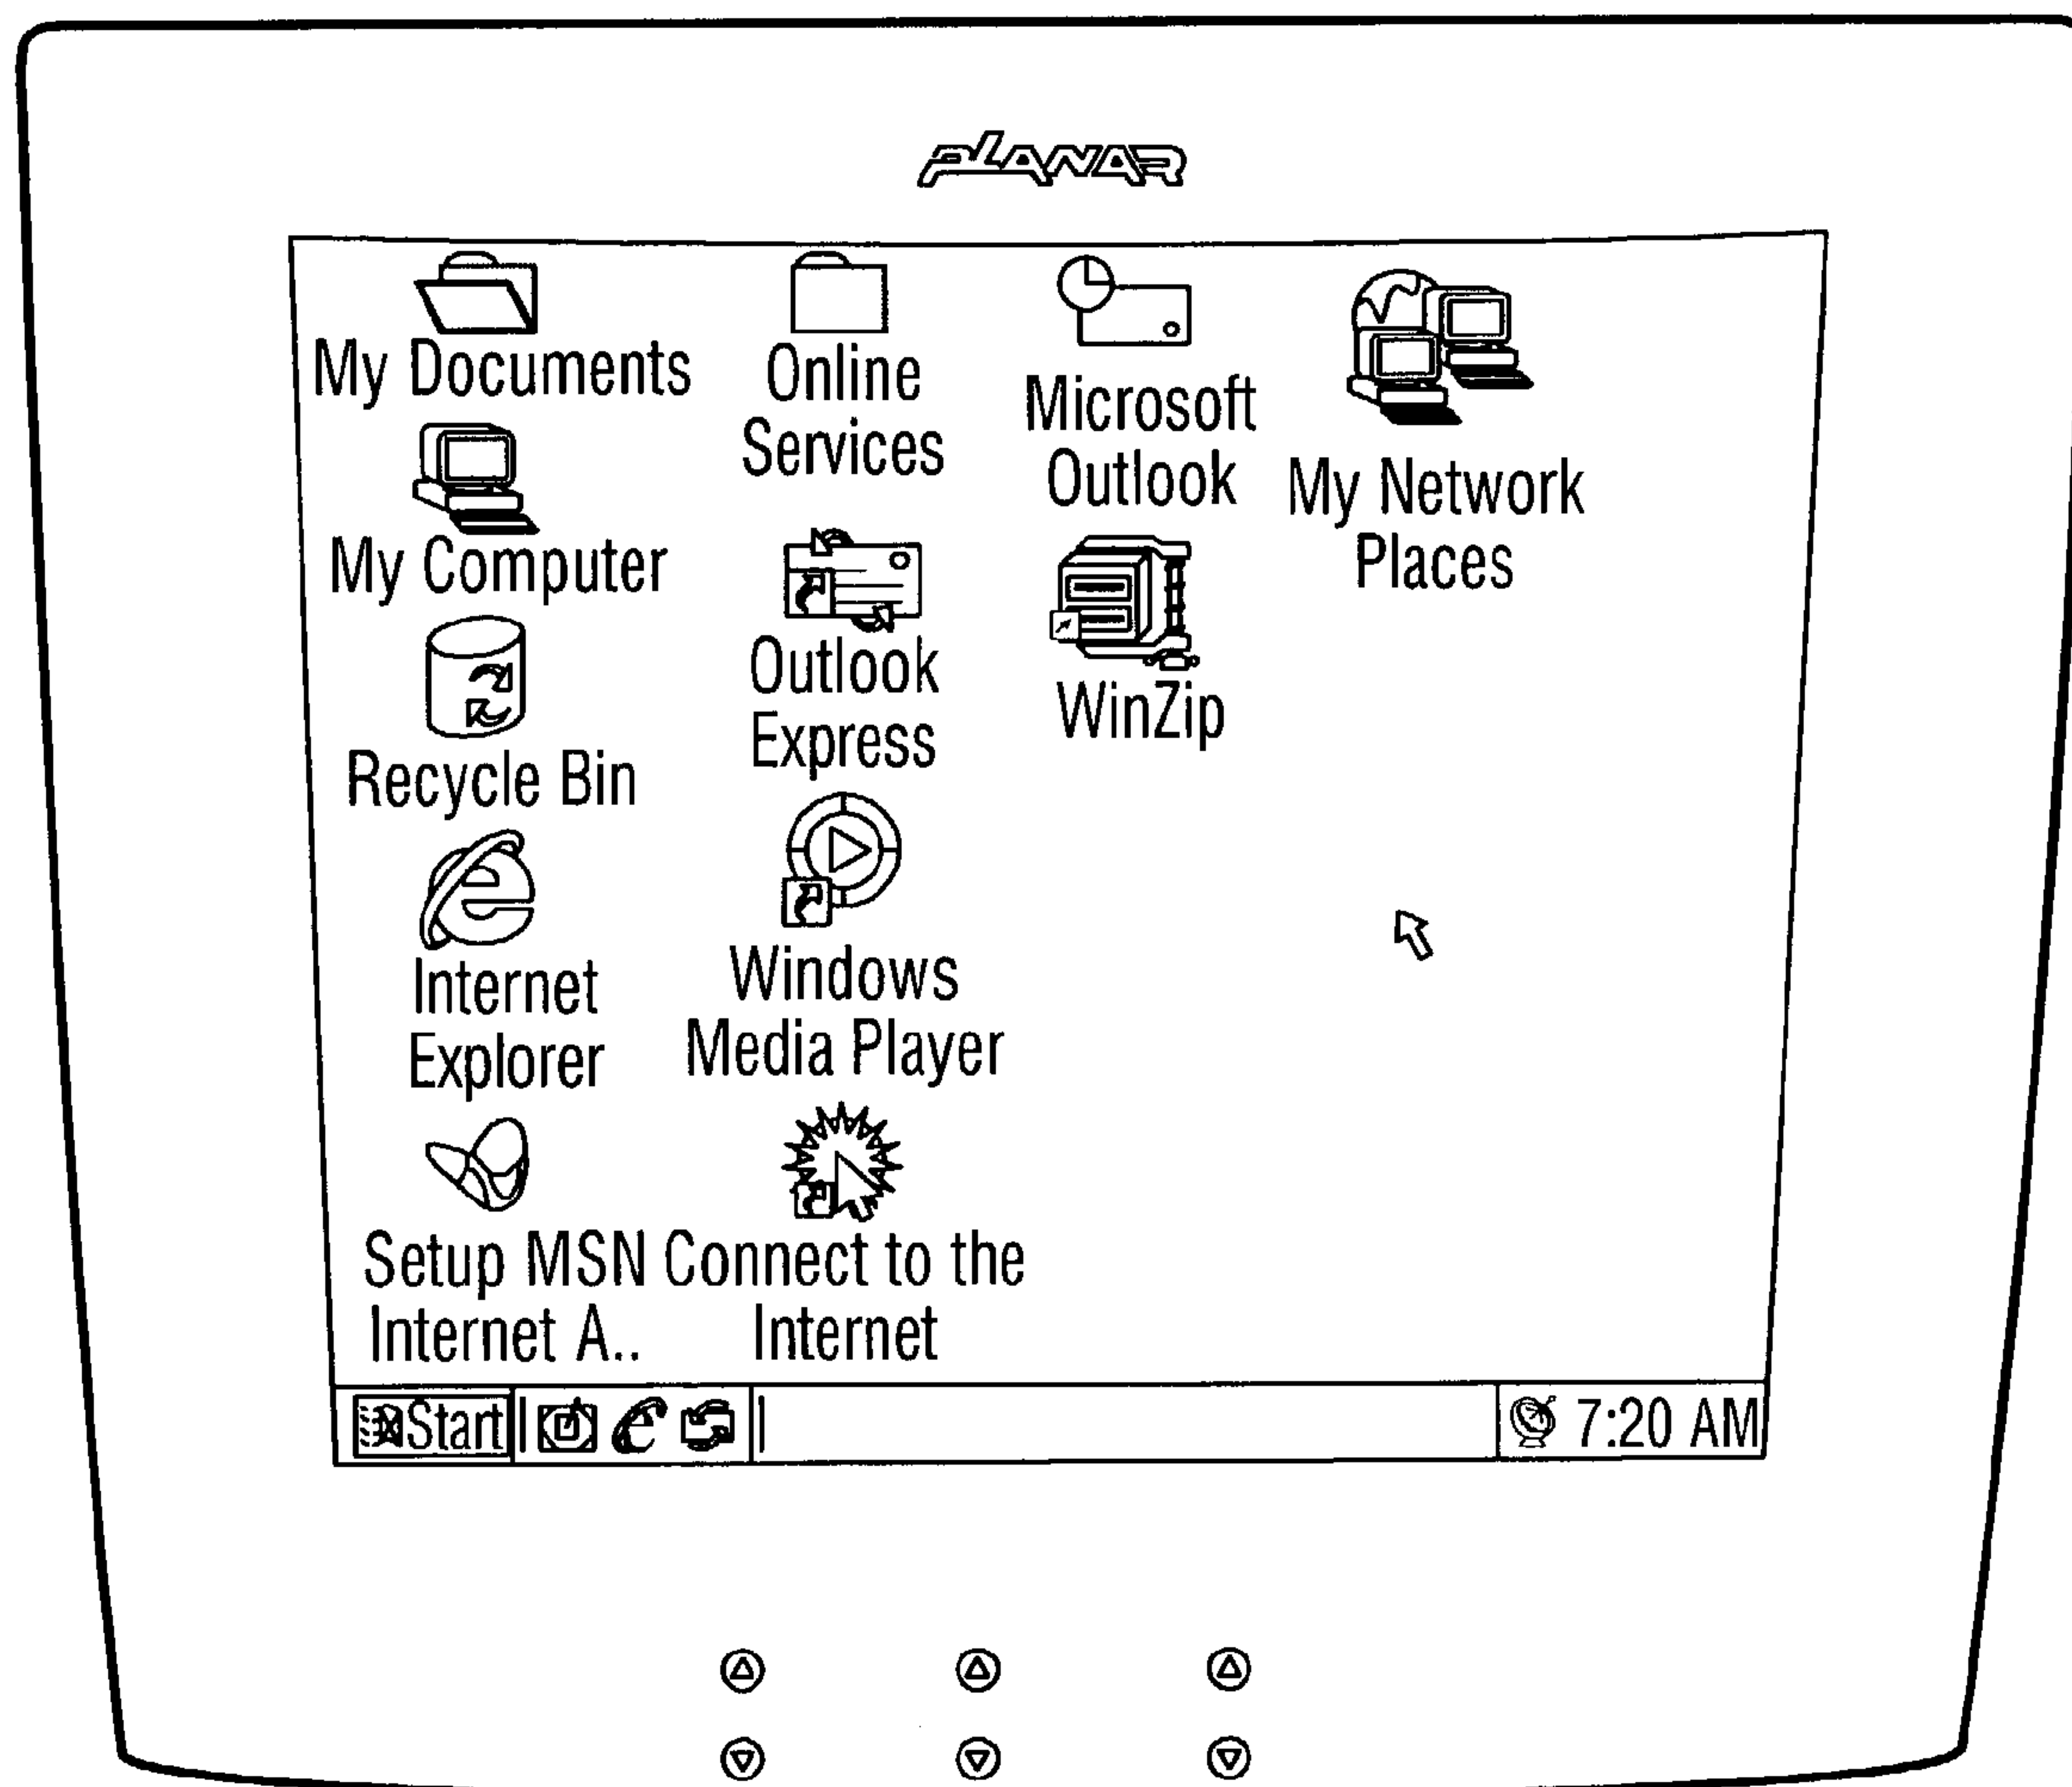 PLANAR
My Documents
My Computer
Recycle Bin
Internet
Explorer
Setup MSN
Internet A..
Online
Services
Outlook
Express
Windows
Media Player
Connect to the
Internet
Microsoft
Outlook
WinZip
My Network
Places
Start
7:20 AM